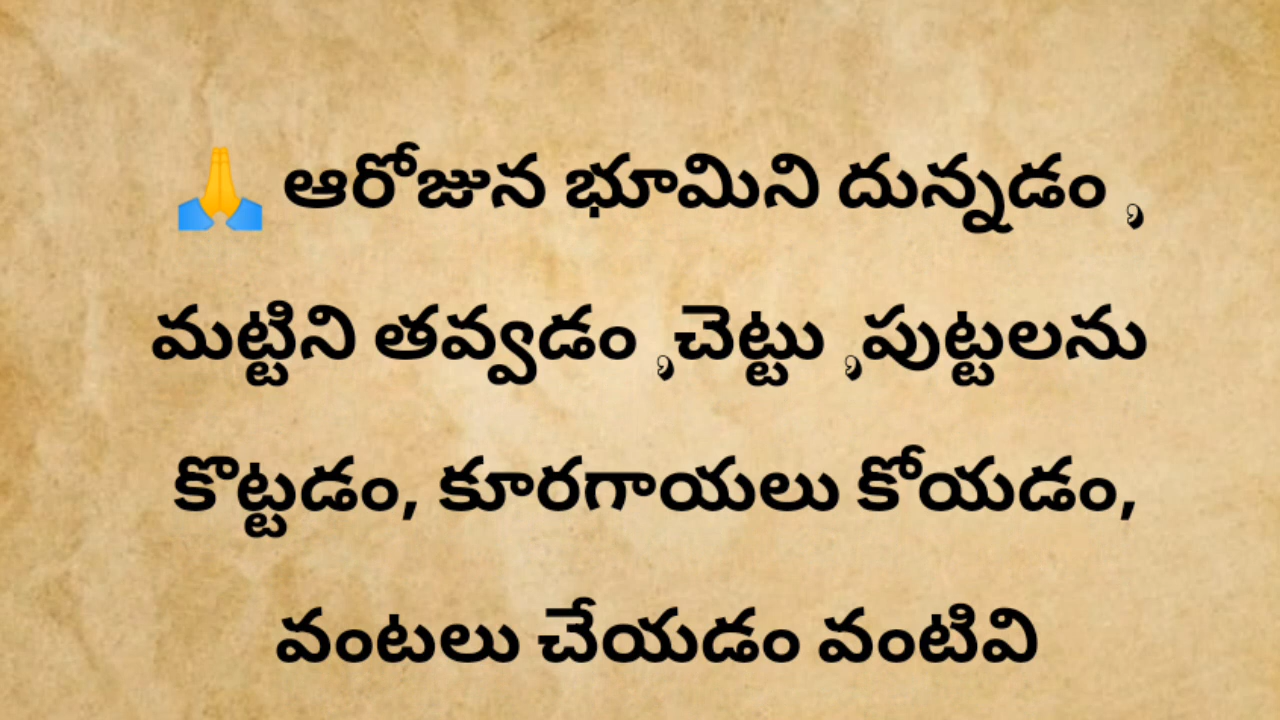 🙏 ఆరోజున భూమిని దున్నడం ,
మట్టిని తవ్వడం ,చెట్టు ,పుట్టలను
కొట్టడం, కూరగాయలు కోయడం,
వంటలు చేయడం వంటివి